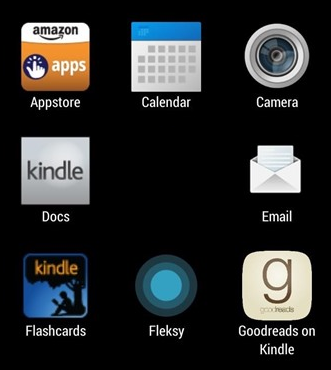 amazon
apps
Appstore
Calendar
Camera
kindle
Docs
Email
kindle
Flashcards
Fleksy
g
goodreads
Goodreads on
Kindle